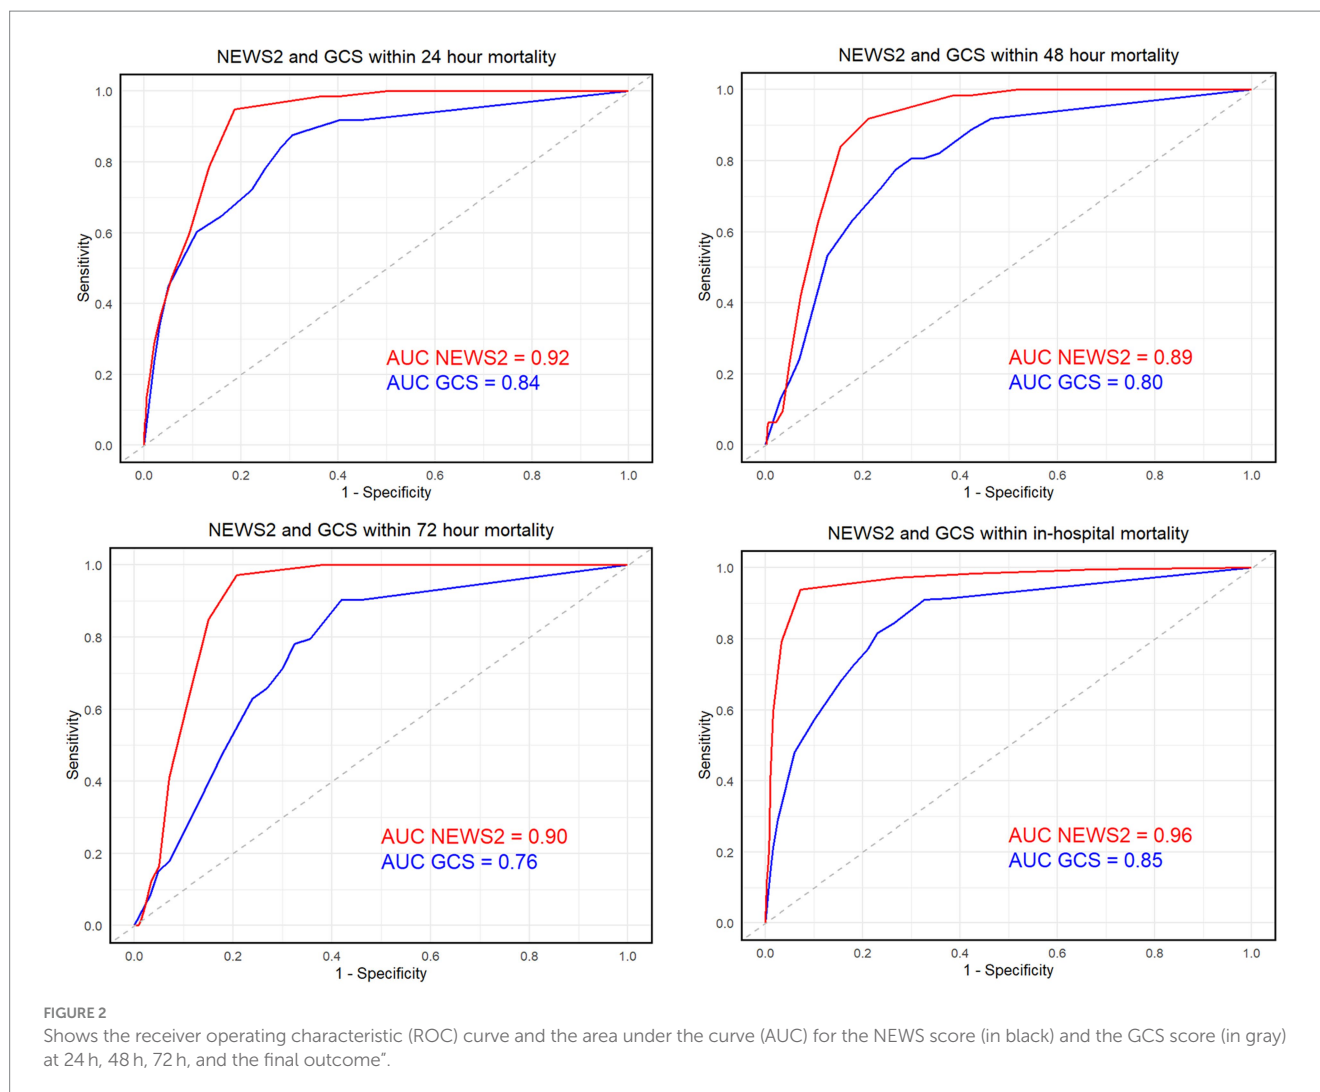 NEWS2 and GCS within 24 hour mortality
1.0
0.8
0.6
0.4
0.2
0.0
Sensitivity
AUC NEWS2 = 0.92
AUC GCS = 0.84
0.0 0.2 0.4 0.6 0.8 1.0
1 - Specificity
NEWS2 and GCS within 48 hour mortality
1.0
0.8
0.6
0.4
0.2
0.0
Sensitivity
AUC NEWS2 = 0.89
AUC GCS = 0.80
0.0 0.2 0.4 0.6 0.8 1.0
1 - Specificity
NEWS2 and GCS within 72 hour mortality
1.0
0.8
0.6
0.4
0.2
0.0
Sensitivity
AUC NEWS2 = 0.90
AUC GCS = 0.76
0.0 0.2 0.4 0.6 0.8 1.0
1 - Specificity
NEWS2 and GCS within in-hospital mortality
1.0
0.8
0.6
0.4
0.2
0.0
Sensitivity
AUC NEWS2 = 0.96
AUC GCS = 0.85
0.0 0.2 0.4 0.6 0.8 1.0
1 - Specificity
FIGURE 2
Shows the receiver operating characteristic (ROC) curve and the area under the curve (AUC) for the NEWS score (in black) and the GCS score (in gray)
at 24 h, 48 h, 72 h, and the final outcome“.